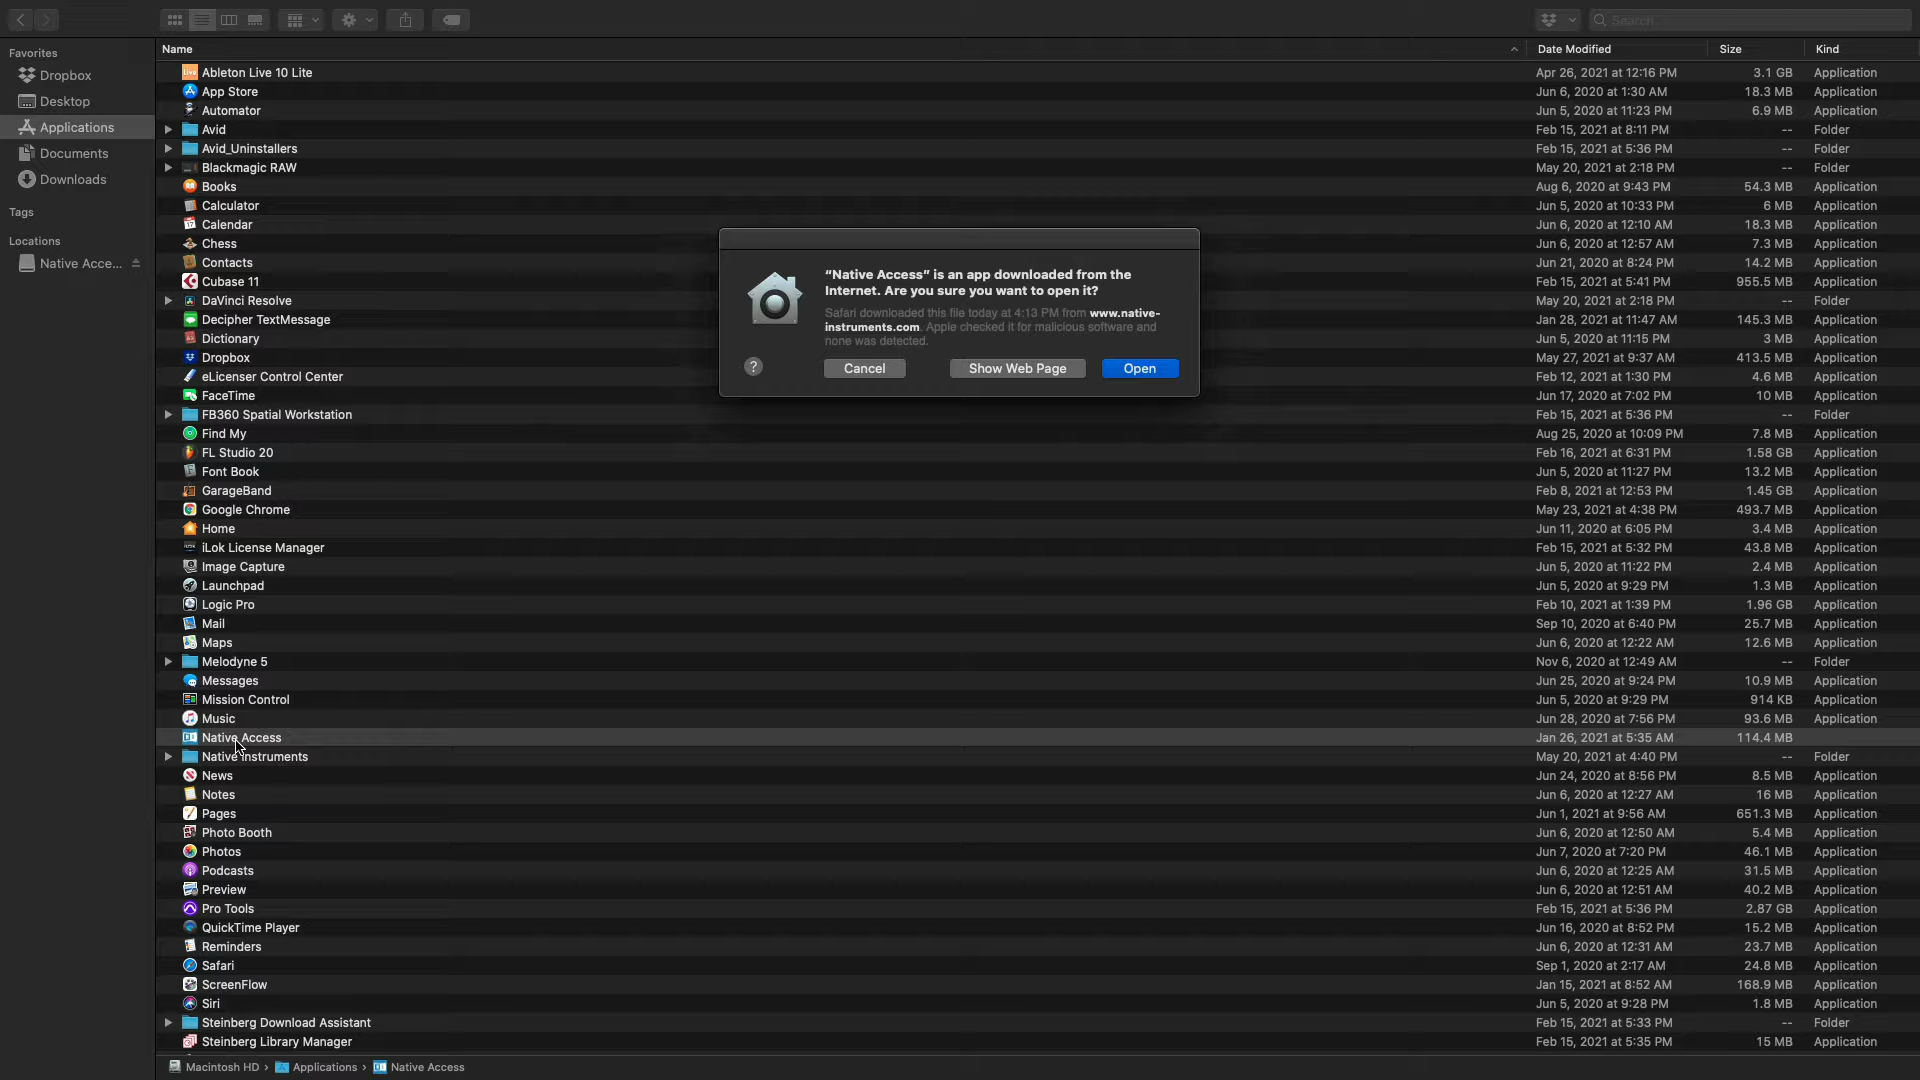 Search
Favorites
Dropbox
Desktop
Applications
Documents
Downloads
Tags
Locations
Native Acce...
Name Date Modified Size Kind
Ableton Live 10 Lite Apr 26, 2021 at 12:16 PM 3.1 GB Application
App Store Jun 6, 2020 at 1:30 AM 18.3 MB Application
Automator Jun 5, 2020 at 11:23 PM 6.9 MB Application
Avid Feb 15, 2021 at 8:11 PM -- Folder
Avid_Uninstallers Feb 15, 2021 at 5:36 PM -- Folder
Blackmagic RAW May 20, 2021 at 2:18 PM -- Folder
Books Aug 6, 2020 at 9:43 PM 54.3 MB Application
Calculator Jun 5, 2020 at 10:33 PM 6 MB Application
Calendar Jun 6, 2020 at 12:10 AM 18.3 MB Application
Chess Jun 6, 2020 at 12:57 AM 7.3 MB Application
Contacts Jun 21, 2020 at 8:24 PM 14.2 MB Application
Cubase 11 Feb 15, 2021 at 5:41 PM 955.5 MB Application
DaVinci Resolve May 20, 2021 at 2:18 PM -- Folder
Decipher TextMessage Jan 28, 2021 at 11:47 AM 145.3 MB Application
Dictionary Jun 5, 2020 at 11:15 PM 3 MB Application
Dropbox May 27, 2021 at 9:37 AM 413.5 MB Application
eLicenser Control Center Feb 12, 2021 at 1:30 PM 4.6 MB Application
FaceTime Jun 17, 2020 at 7:02 PM 10 MB Application
FB360 Spatial Workstation Feb 15, 2021 at 5:36 PM -- Folder
Find My Aug 25, 2020 at 10:09 PM 7.8 MB Application
FL Studio 20 Feb 16, 2021 at 6:31 PM 1.58 GB Application
Font Book Jun 5, 2020 at 11:27 PM 13.2 MB Application
GarageBand Feb 8, 2021 at 12:53 PM 1.45 GB Application
Google Chrome May 23, 2021 at 4:38 PM 493.7 MB Application
Home Jun 11, 2020 at 6:05 PM 3.4 MB Application
iLok License Manager Feb 15, 2021 at 5:32 PM 43.8 MB Application
Image Capture Jun 5, 2020 at 11:22 PM 2.4 MB Application
Launchpad Jun 5, 2020 at 9:29 PM 1.3 MB Application
Logic Pro Feb 10, 2021 at 1:39 PM 1.96 GB Application
Mail Sep 10, 2020 at 6:40 PM 25.7 MB Application
Maps Jun 6, 2020 at 12:22 AM 12.6 MB Application
Melodyne 5 Nov 6, 2020 at 12:49 AM -- Folder
Messages Jun 25, 2020 at 9:24 PM 10.9 MB Application
Mission Control Jun 5, 2020 at 9:29 PM 914 KB Application
Music Jun 28, 2020 at 7:56 PM 93.6 MB Application
Native Access Jan 26, 2021 at 5:35 AM 114.4 MB
Native Instruments May 20, 2021 at 4:40 PM -- Folder
News Jun 24, 2020 at 8:56 PM 8.5 MB Application
Notes Jun 6, 2020 at 12:27 AM 16 MB Application
Pages Jun 1, 2021 at 9:56 AM 651.3 MB Application
Photo Booth Jun 6, 2020 at 12:50 AM 5.4 MB Application
Photos Jun 7, 2020 at 7:20 PM 46.1 MB Application
Podcasts Jun 6, 2020 at 12:25 AM 31.5 MB Application
Preview Jun 6, 2020 at 12:51 AM 40.2 MB Application
Pro Tools Feb 15, 2021 at 5:36 PM 2.87 GB Application
QuickTime Player Jun 16, 2020 at 8:52 PM 15.2 MB Application
Reminders Jun 6, 2020 at 12:31 AM 23.7 MB Application
Safari Sep 1, 2020 at 2:17 AM 24.8 MB Application
ScreenFlow Jan 15, 2021 at 8:52 AM 168.9 MB Application
Siri Jun 5, 2020 at 9:28 PM 1.8 MB Application
Steinberg Download Assistant Feb 15, 2021 at 5:33 PM -- Folder
Steinberg Library Manager Feb 15, 2021 at 5:35 PM 15 MB Application
Macintosh HD › Applications › Native Access
“Native Access” is an app downloaded from the
Internet. Are you sure you want to open it?
Safari downloaded this file today at 4:13 PM from www.native-
instruments.com. Apple checked it for malicious software and
none was detected.
? Cancel Show Web Page Open